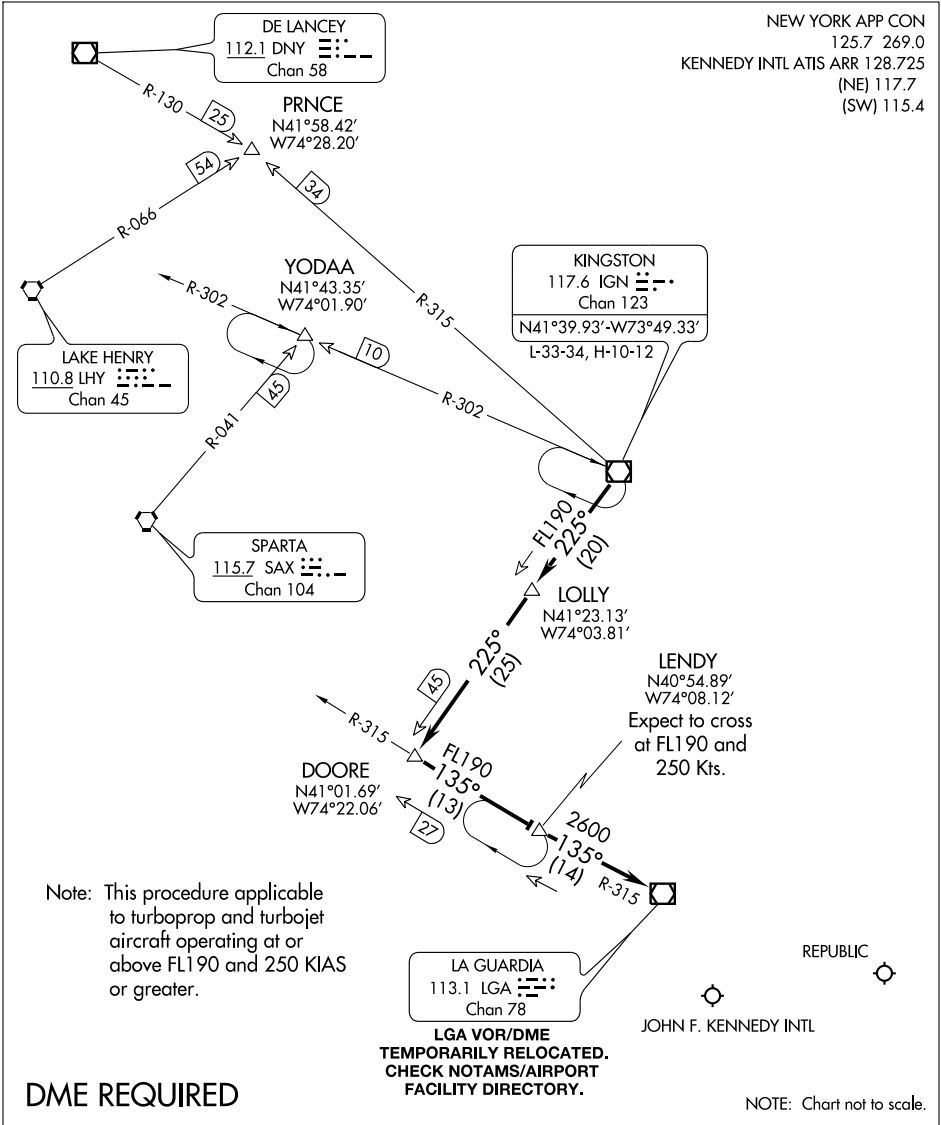 DE LANCEY
112.1 DNY
Chan 58
NEW YORK APP CON
125.7 269.0
KENNEDY INTL ATIS ARR 128.725
(NE) 117.7
(SW) 115.4
R-130
25
PRNCE
N41°58.42'
W74°28.20'
54
R-066
34
R-315
YODAA
N41°43.35'
W74°01.90'
R-302
KINGSTON
117.6 IGN
Chan 123
N41°39.93'-W73°49.33'
L-33-34, H-10-12
LAKE HENRY
110.8 LHY
Chan 45
10
R-302
45
R-041
SPARTA
115.7 SAX
Chan 104
FL190
225°
(20)
LOLLY
N41°23.13'
W74°03.81'
225°
(25)
45
LENDY
N40°54.89'
W74°08.12'
Expect to cross
at FL190 and
250 Kts.
R-315
DOORE
N41°01.69'
W74°22.06'
FL190
135°
(13)
27
2600
135°
(14)
R-315
Note: This procedure applicable
to turboprop and turbojet
aircraft operating at or
above FL190 and 250 KIAS
or greater.
LA GUARDIA
113.1 LGA
Chan 78
LGA VOR/DME
TEMPORARILY RELOCATED.
CHECK NOTAMS/AIRPORT
FACILITY DIRECTORY.
REPUBLIC
JOHN F. KENNEDY INTL
DME REQUIRED
NOTE: Chart not to scale.